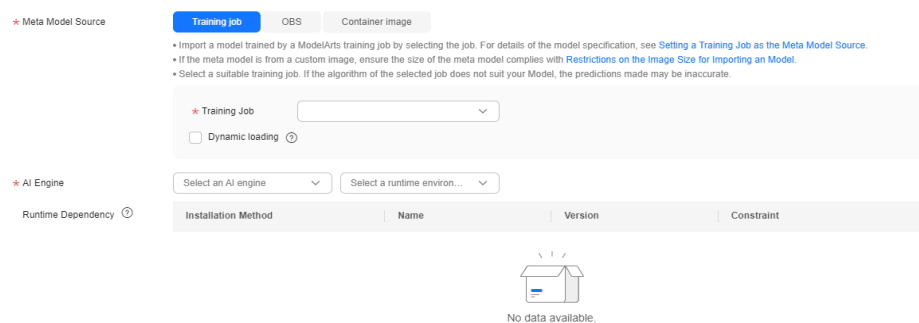 * Meta Model Source Training job OBS Container image
• Import a model trained by a ModelArts training job by selecting the job. For details of the model specification, see Setting a Training Job as the Meta Model Source.
• If the meta model is from a custom image, ensure the size of the meta model complies with Restrictions on the Image Size for Importing an Model.
• Select a suitable training job. If the algorithm of the selected job does not suit your Model, the predictions made may be inaccurate.
* Training Job
Dynamic loading ?
* AI Engine Select an AI engine Select a runtime environ...
Runtime Dependency ? Installation Method Name Version Constraint
No data available.